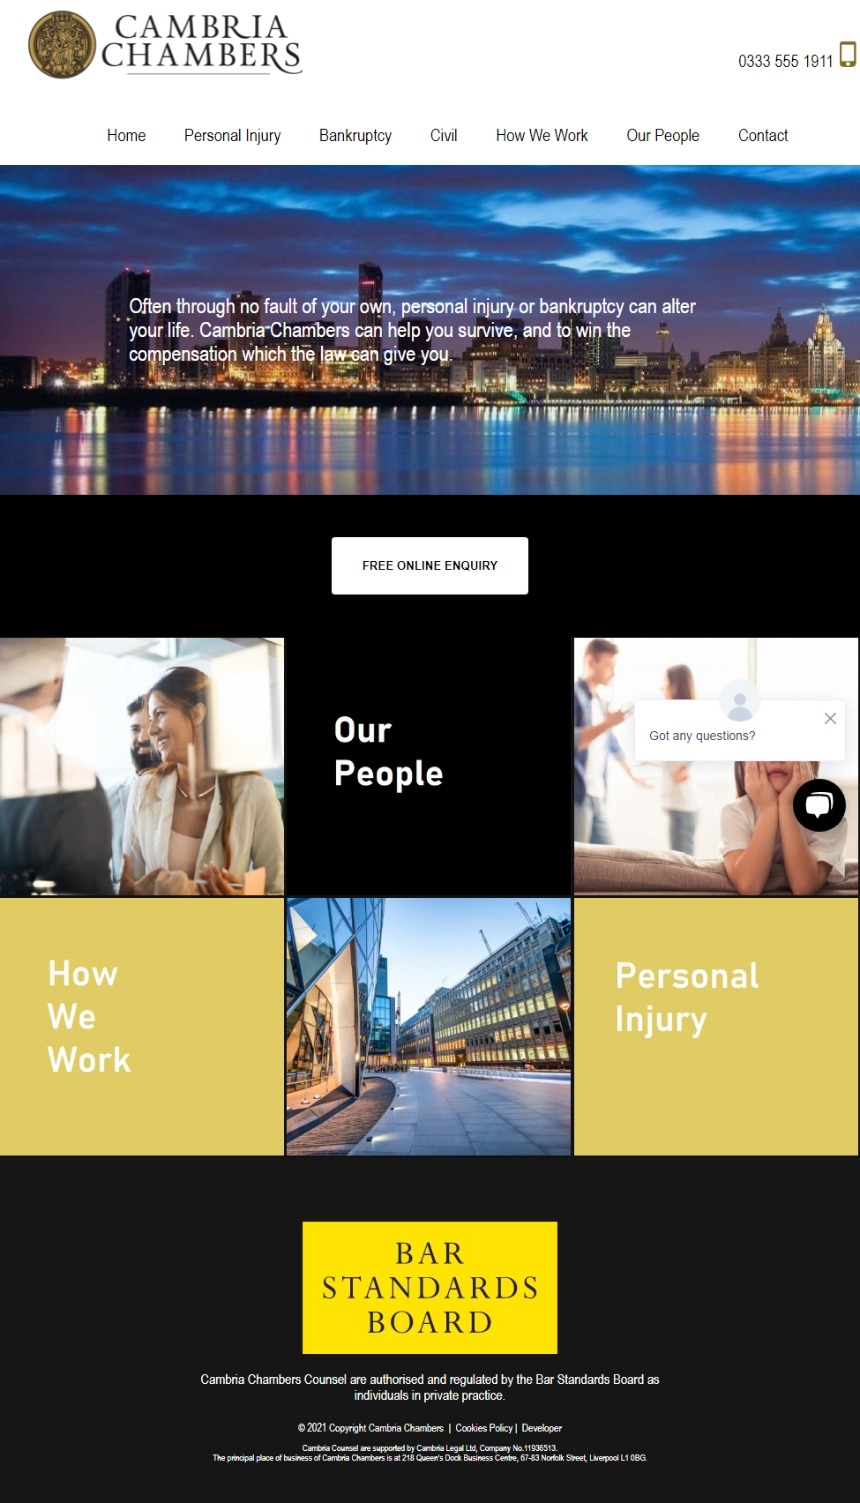 CAMBRIA
CHAMBERS
0333 555 1911
Home Personal Injury Bankruptcy Civil How We Work Our People Contact
Often through no fault of your own, personal injury or bankruptcy can alter
your life. Cambria Chambers can help you survive, and to win the
compensation which the law can give you.
FREE ONLINE ENQUIRY
Our
People
Got any questions?
How
We
Work
Personal
Injury
BAR
STANDARDS
BOARD
Cambria Chambers Counsel are authorised and regulated by the Bar Standards Board as
individuals in private practice.
© 2021 Copyright Cambria Chambers | Cookies Policy | Developer
Cambria Counsel are supported by Cambria Legal Ltd, Company No.11936513.
The principal place of business of Cambria Chambers is at 218 Queen's Dock Business Centre, 67-83 Norfolk Street, Liverpool L1 0BG.